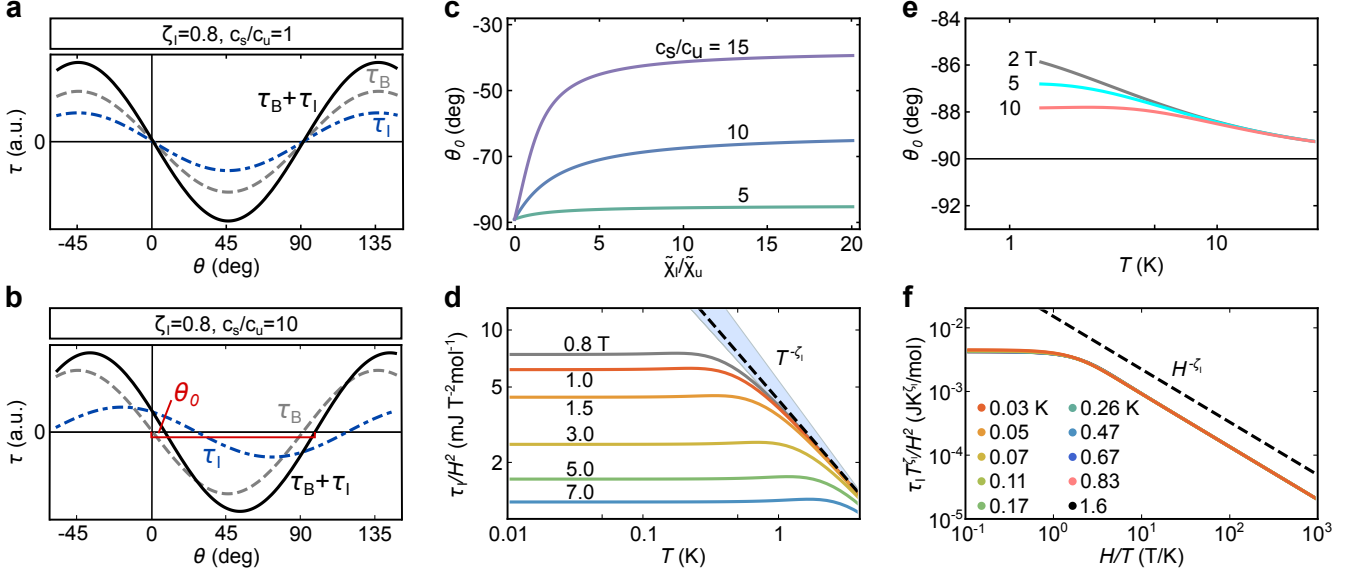 a
ζI=0.8, cs/cu=1
τ (a.u.)
0
τB+τI
τB
τI
-45 0 45 90 135
θ (deg)
b
ζI=0.8, cs/cu=10
τ (a.u.)
0
θ0
τB
τI
τB+τI
-45 0 45 90 135
θ (deg)
c
θ0 (deg)
-30
-50
-70
-90
cs/cu = 15
10
5
0 5 10 15 20
χ̃I/χ̃u
d
τI/H² (mJ T⁻²mol⁻¹)
10
5
2
0.8 T
1.0
1.5
3.0
5.0
7.0
T^-ζI
0.01 0.1 1
T (K)
e
θ0 (deg)
-84
-86
-88
-90
-92
2 T
5
10
1 10
T (K)
f
τI T^ζI/H² (JK^ζI/mol)
10⁻²
10⁻³
10⁻⁴
10⁻⁵
H^-ζI
0.03 K 0.26 K
0.05 0.47
0.07 0.67
0.11 0.83
0.17 1.6
10⁻¹ 10⁰ 10¹ 10² 10³
H/T (T/K)